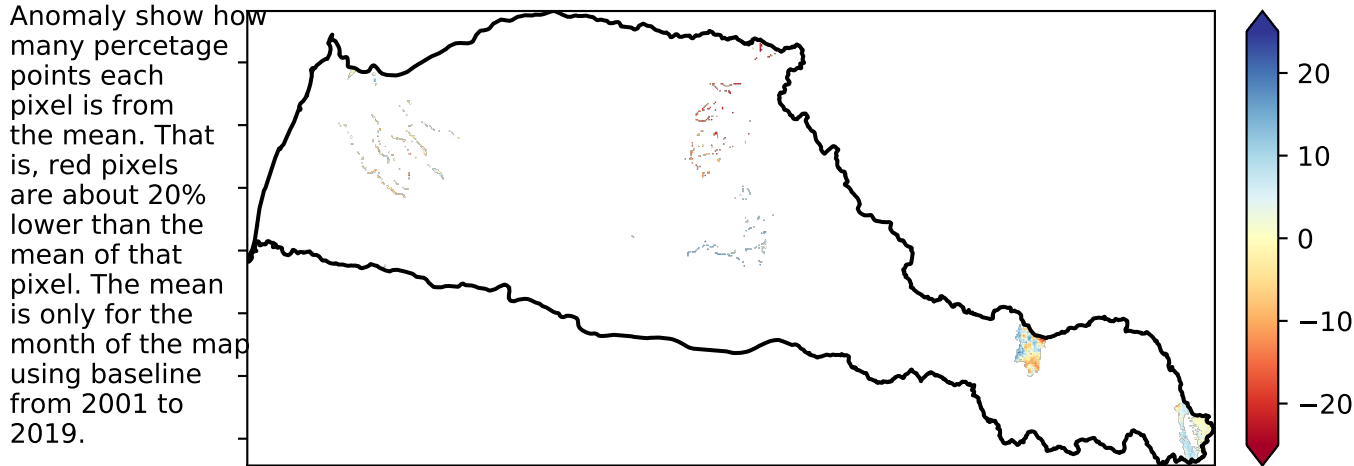 Anomaly show how
many percetage
points each
pixel is from
the mean. That
is, red pixels
are about 20%
lower than the
mean of that
pixel. The mean
is only for the
month of the map
using baseline
from 2001 to
2019.
20
10
0
−10
−20